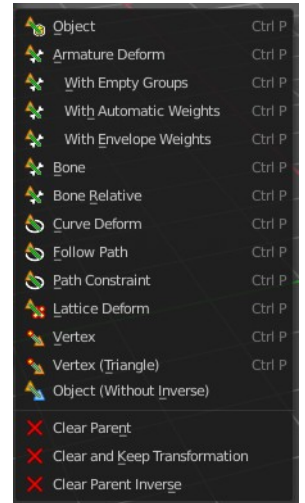 Object Ctrl P
Armature Deform Ctrl P
With Empty Groups Ctrl P
With Automatic Weights Ctrl P
With Envelope Weights Ctrl P
Bone Ctrl P
Bone Relative Ctrl P
Curve Deform Ctrl P
Follow Path Ctrl P
Path Constraint Ctrl P
Lattice Deform Ctrl P
Vertex Ctrl P
Vertex (Triangle) Ctrl P
Object (Without Inverse)
Clear Parent
Clear and Keep Transformation
Clear Parent Inverse